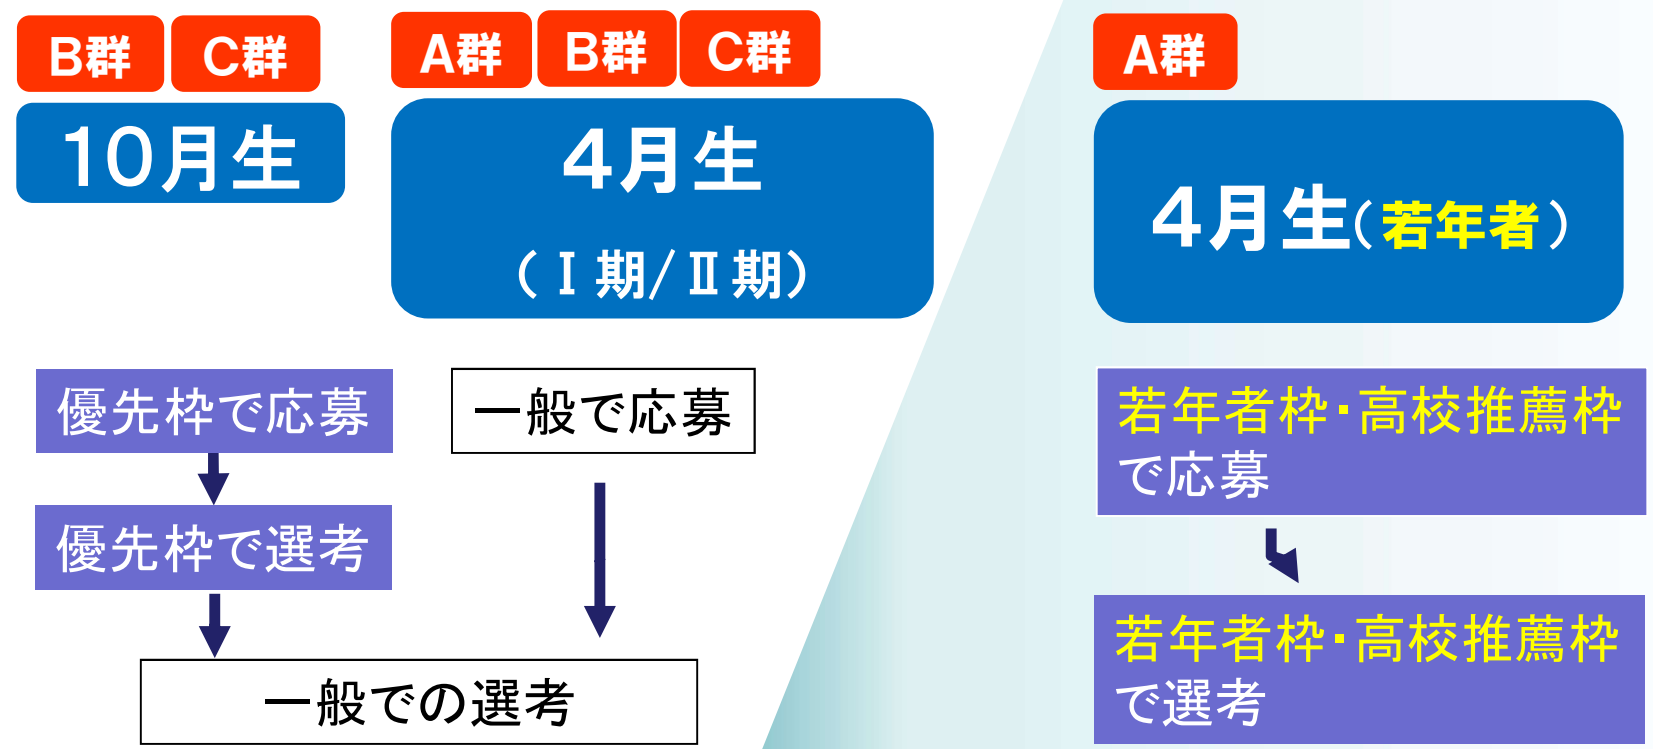 B群 C群
10月生
A群 B群 C群
4月生
(Ⅰ期/Ⅱ期)
優先枠で応募
優先枠で選考
一般で応募
一般での選考
A群
4月生(若年者)
若年者枠・高校推薦枠
で応募
若年者枠・高校推薦枠
で選考